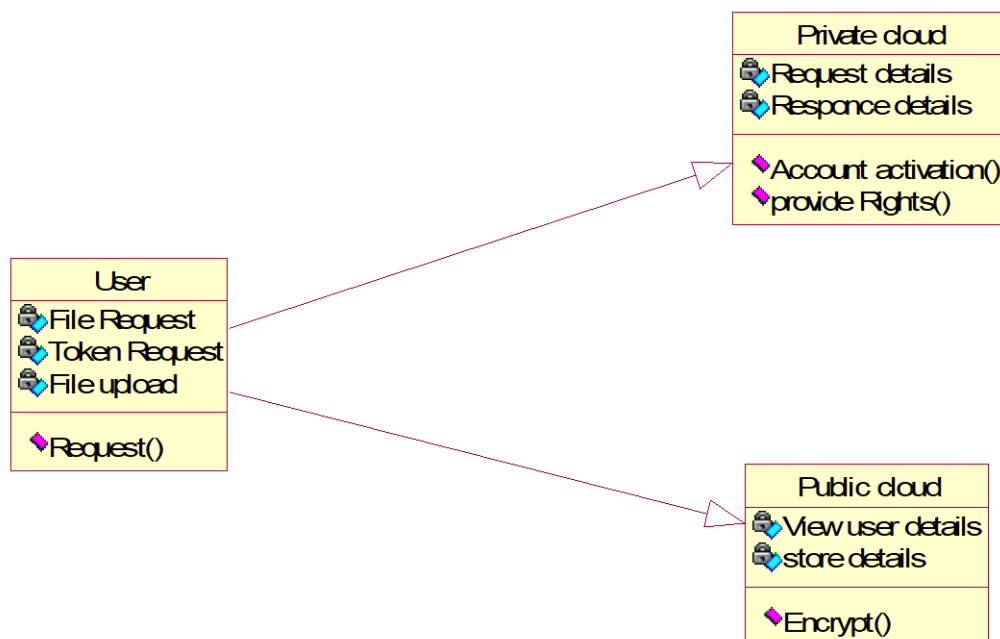 Private cloud
Request details
Responce details
Account activation()
provide Rights()
User
File Request
Token Request
File upload
Request()
Public cloud
View user details
store details
Encrypt()